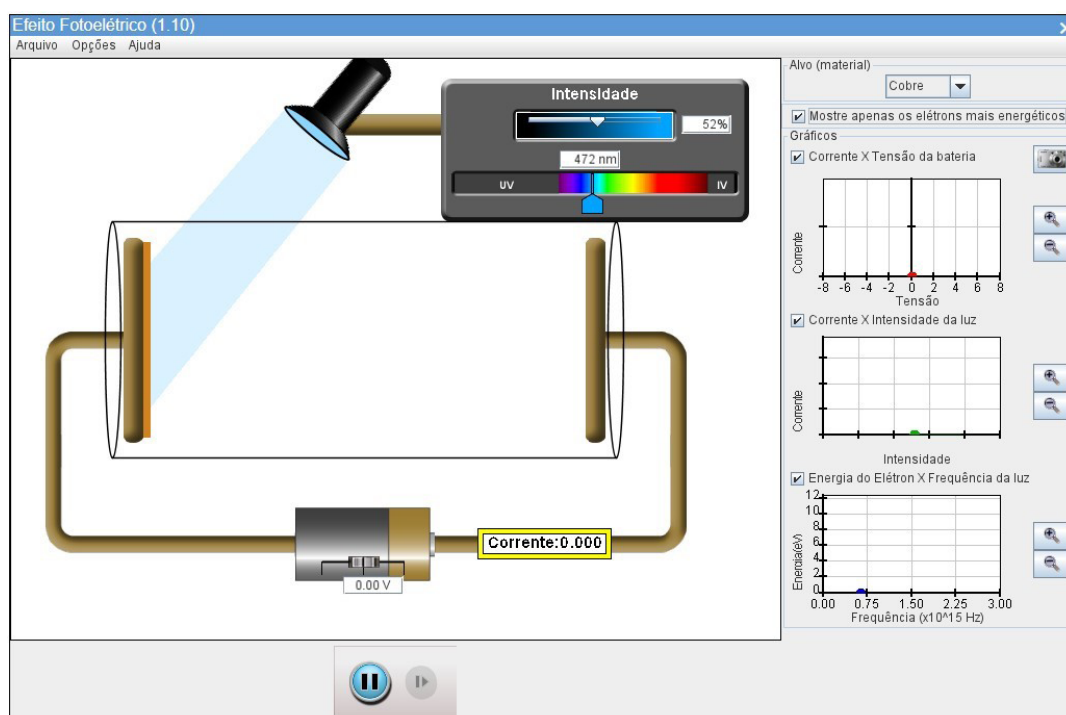 Efeito Fotoelétrico (1.10)
Arquivo Opções Ajuda
Intensidade
52%
472 nm
UV
IV
Corrente:0.000
0.00 V
Alvo (material)
Cobre
Mostre apenas os elétrons mais energéticos
Gráficos
Corrente X Tensão da bateria
Corrente
-8 -6 -4 -2 0 2 4 6 8
Tensão
Corrente X Intensidade da luz
Corrente
Intensidade
Energia do Elétron X Frequência da luz
Energia(eV)
12
10
8
6
4
2
0
0.00 0.75 1.50 2.25 3.00
Frequência (x10^15 Hz)